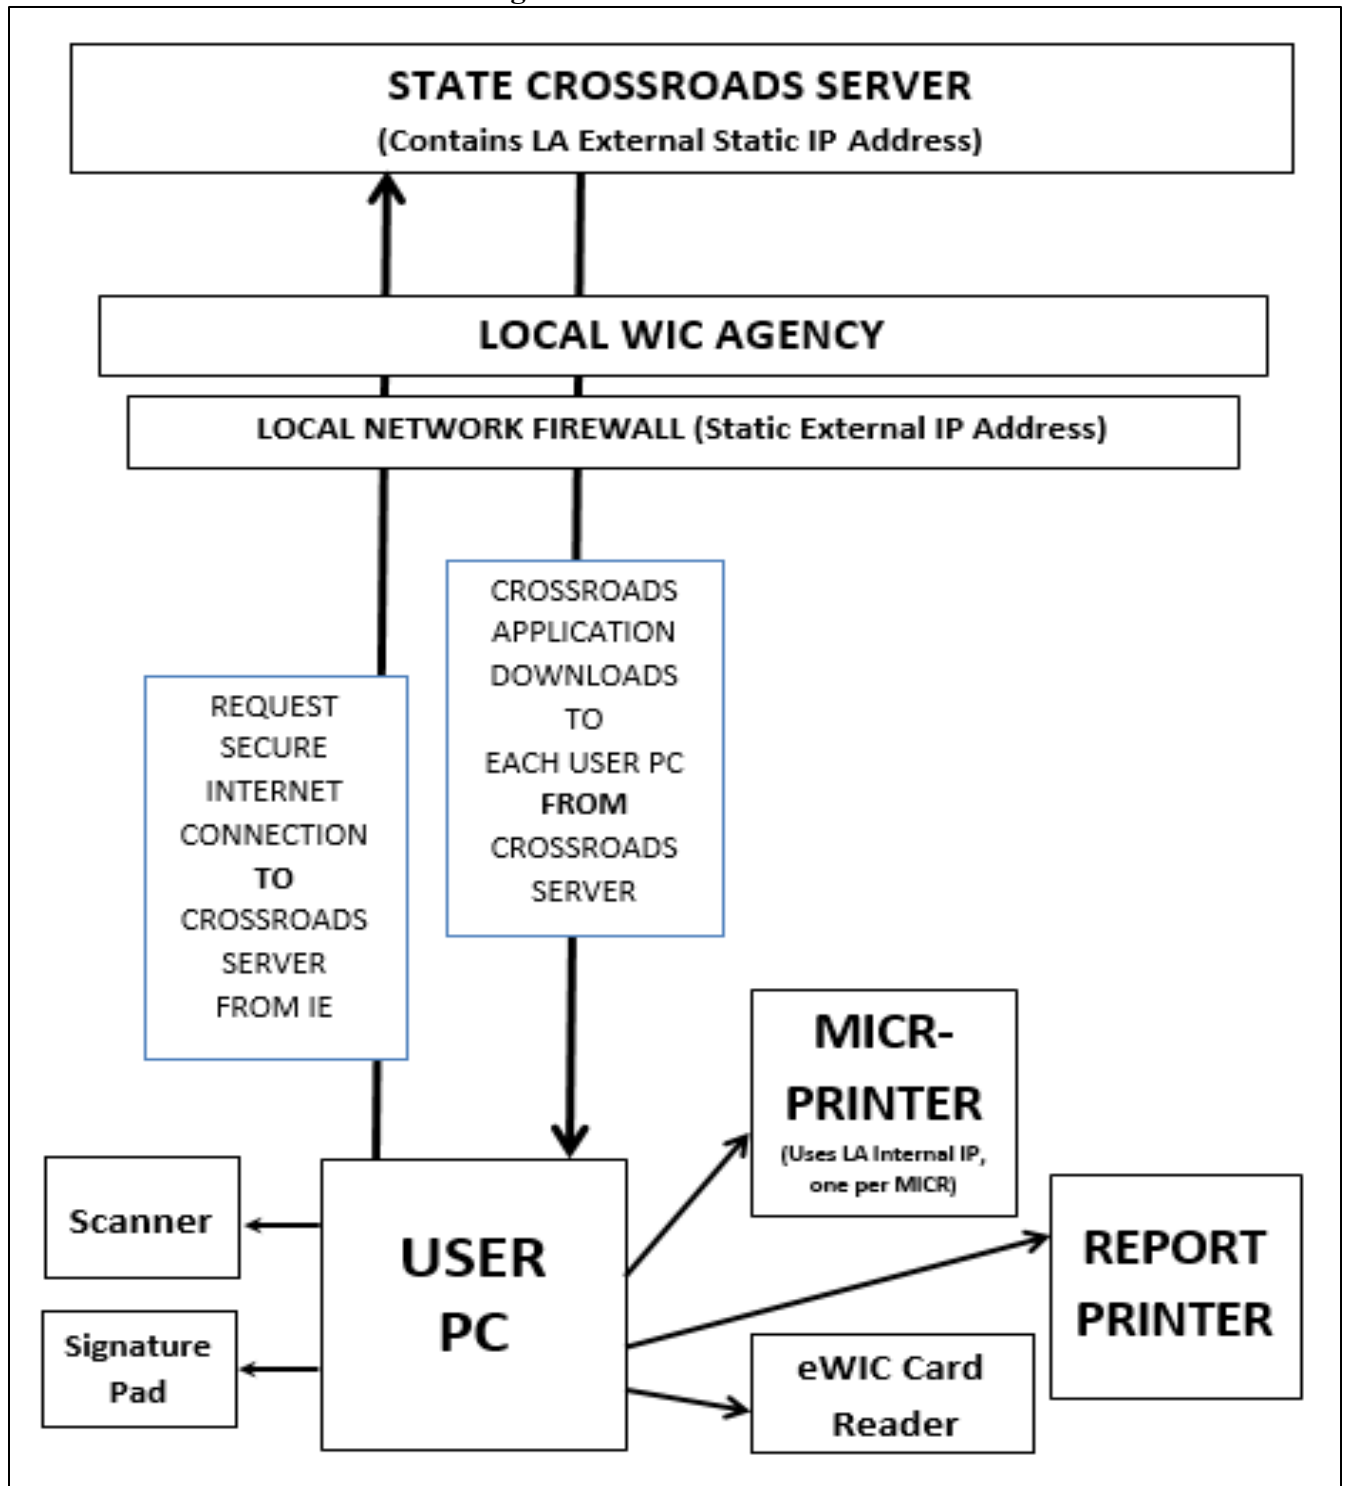 STATE CROSSROADS SERVER
(Contains LA External Static IP Address)
LOCAL WIC AGENCY
LOCAL NETWORK FIREWALL (Static External IP Address)
CROSSROADS
APPLICATION
DOWNLOADS
TO
EACH USER PC
FROM
CROSSROADS
SERVER
REQUEST
SECURE
INTERNET
CONNECTION
TO
CROSSROADS
SERVER
FROM IE
MICR-
PRINTER
(Uses LA Internal IP,
one per MICR)
Scanner
USER
PC
REPORT
PRINTER
Signature
Pad
eWIC Card
Reader